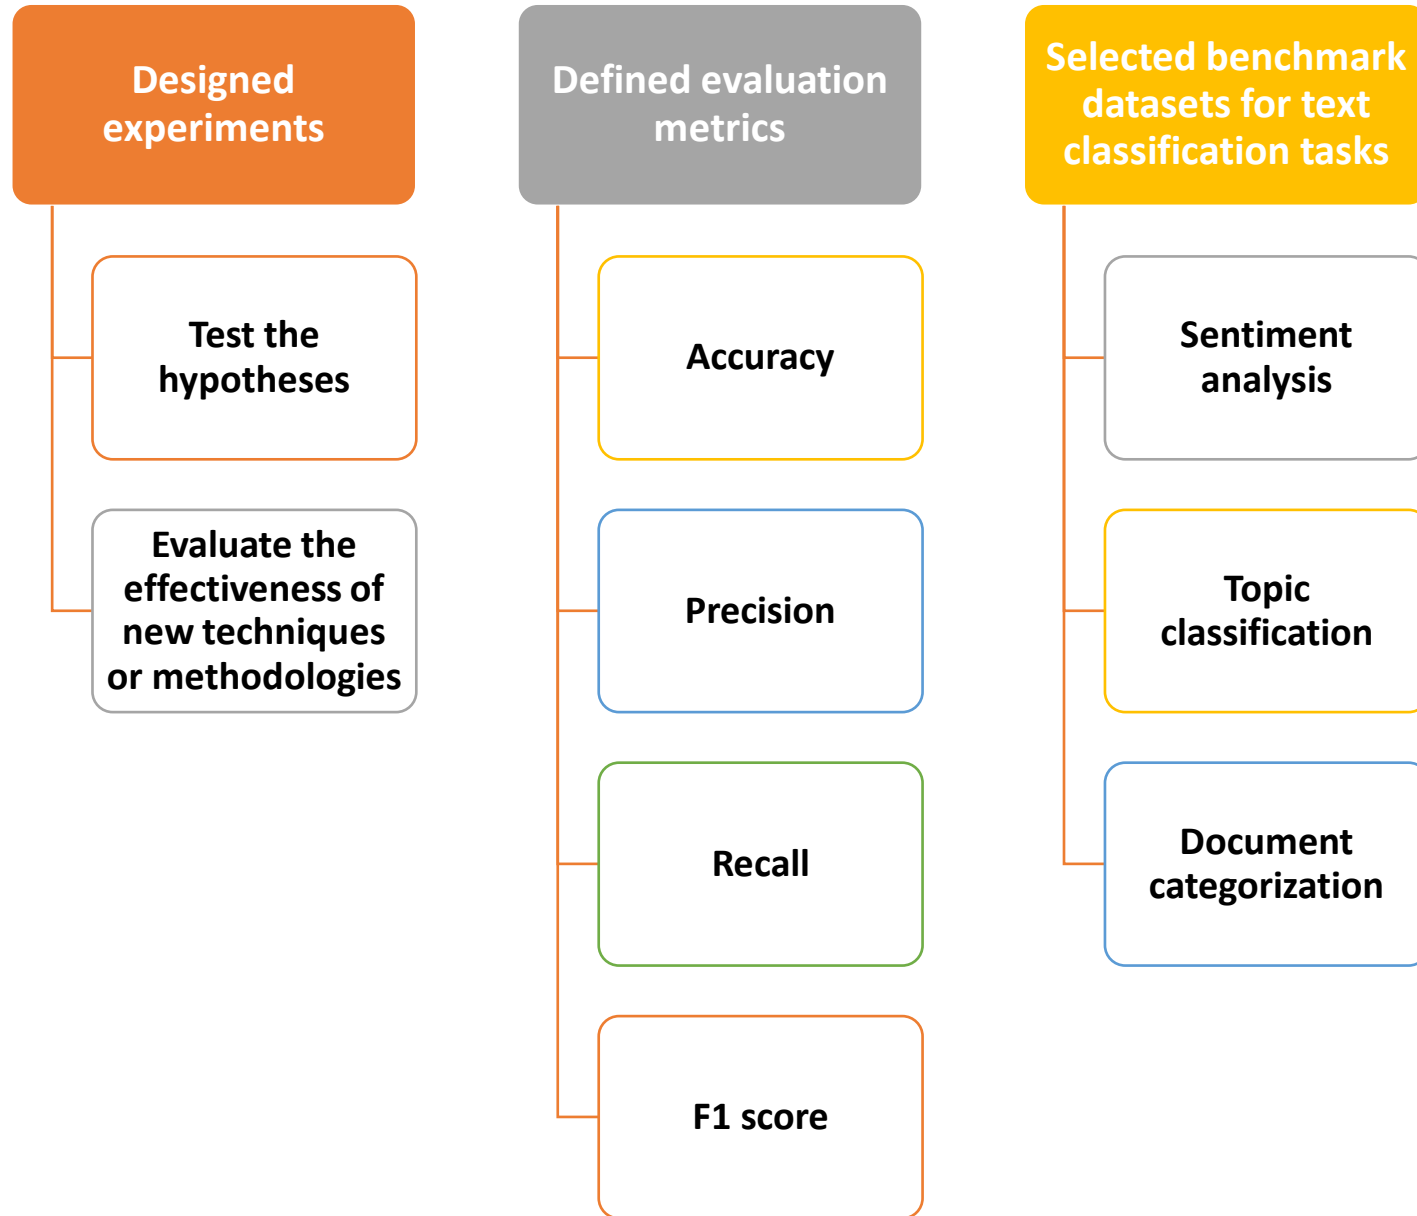 Designed
experiments
Test the
hypotheses
Evaluate the
effectiveness of
new techniques
or methodologies
Defined evaluation
metrics
Accuracy
Precision
Recall
F1 score
Selected benchmark
datasets for text
classification tasks
Sentiment
analysis
Topic
classification
Document
categorization